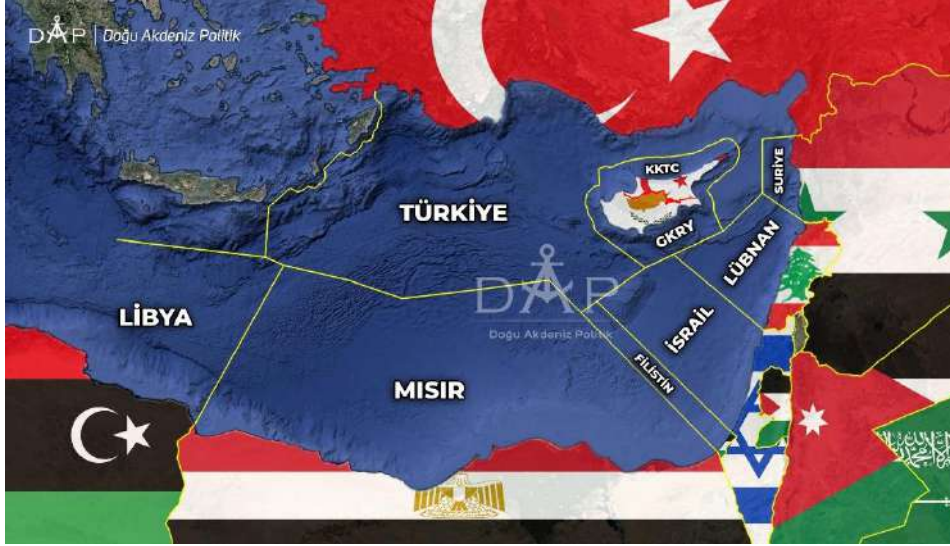 DAP | Doğu Akdeniz Politik
KKTC
SURİYE
TÜRKİYE
GKRY
LÜBNAN
DAP
Doğu Akdeniz Politik
LİBYA
İSRAİL
FİLİSTİN
MISIR